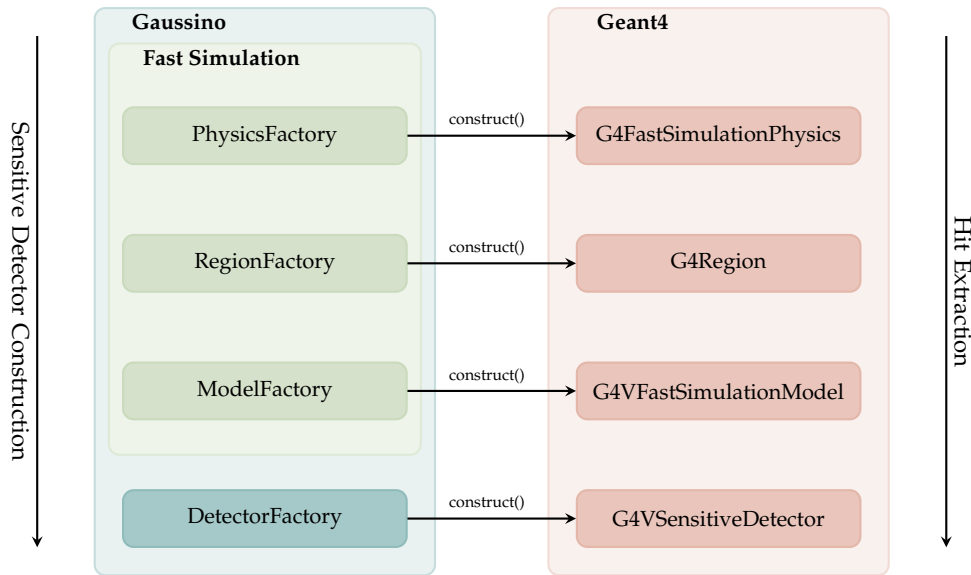 Gaussino
Geant4
Fast Simulation
PhysicsFactory
construct()
G4FastSimulationPhysics
RegionFactory
construct()
G4Region
ModelFactory
construct()
G4VFastSimulationModel
DetectorFactory
construct()
G4VSensitiveDetector
Sensitive Detector Construction
Hit Extraction